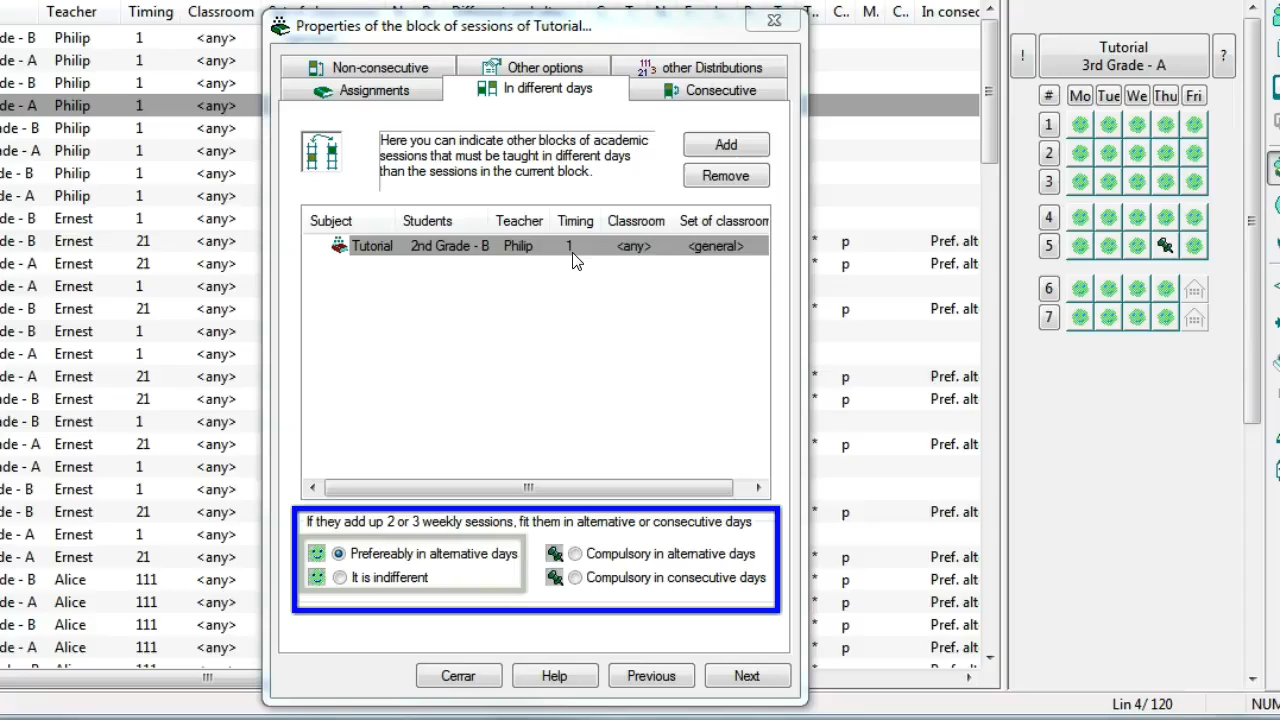 Teacher Timing Classroom
de - B Philip 1 <any>
de - A Philip 1 <any>
de - B Philip 1 <any>
de - A Philip 1 <any>
ade - B Philip 1 <any>
ade - A Philip 1 <any>
ade - B Philip 1 <any>
ade - A Philip 1 <any>
ade - B Ernest 1 <any>
ade - B Ernest 21 <any>
ade - A Ernest 21 <any>
ade - A Ernest 1 <any>
de - B Ernest 21 <any>
de - B Ernest 1 <any>
de - A Ernest 1 <any>
de - A Ernest 21 <any>
ade - B Ernest 21 <any>
ade - B Ernest 1 <any>
ade - A Ernest 21 <any>
ade - A Ernest 1 <any>
de - B Ernest 1 <any>
de - B Ernest 21 <any>
de - A Ernest 1 <any>
de - A Ernest 21 <any>
ade - B Alice 111 <any>
ade - A Alice 111 <any>
ade - B Alice 111 <any>
ade - A Alice 111 <any>
Properties of the block of sessions of Tutorial...
Non-consecutive Other options other Distributions
Assignments In different days Consecutive
Here you can indicate other blocks of academic
sessions that must be taught in different days
than the sessions in the current block.
Add
Remove
Subject Students Teacher Timing Classroom Set of classroom
Tutorial 2nd Grade - B Philip 1 <any> <general>
If they add up 2 or 3 weekly sessions, fit them in alternative or consecutive days
Prefereably in alternative days Compulsory in alternative days
It is indifferent Compulsory in consecutive days
Cerrar Help Previous Next
T.. C.. M. C.. In consec
* p Pref. alt
* p Pref. alt
* p Pref. alt
* p Pref. alt
* p Pref. alt
* p Pref. alt
* p Pref. alt
* p Pref. alt
* p Pref. alt
* p Pref. alt
* p Pref. alt
* p Pref. alt
! Tutorial ?
3rd Grade - A
# Mo Tue We Thu Fri
1
2
3
4
5
6
7
Lin 4/120 NUM